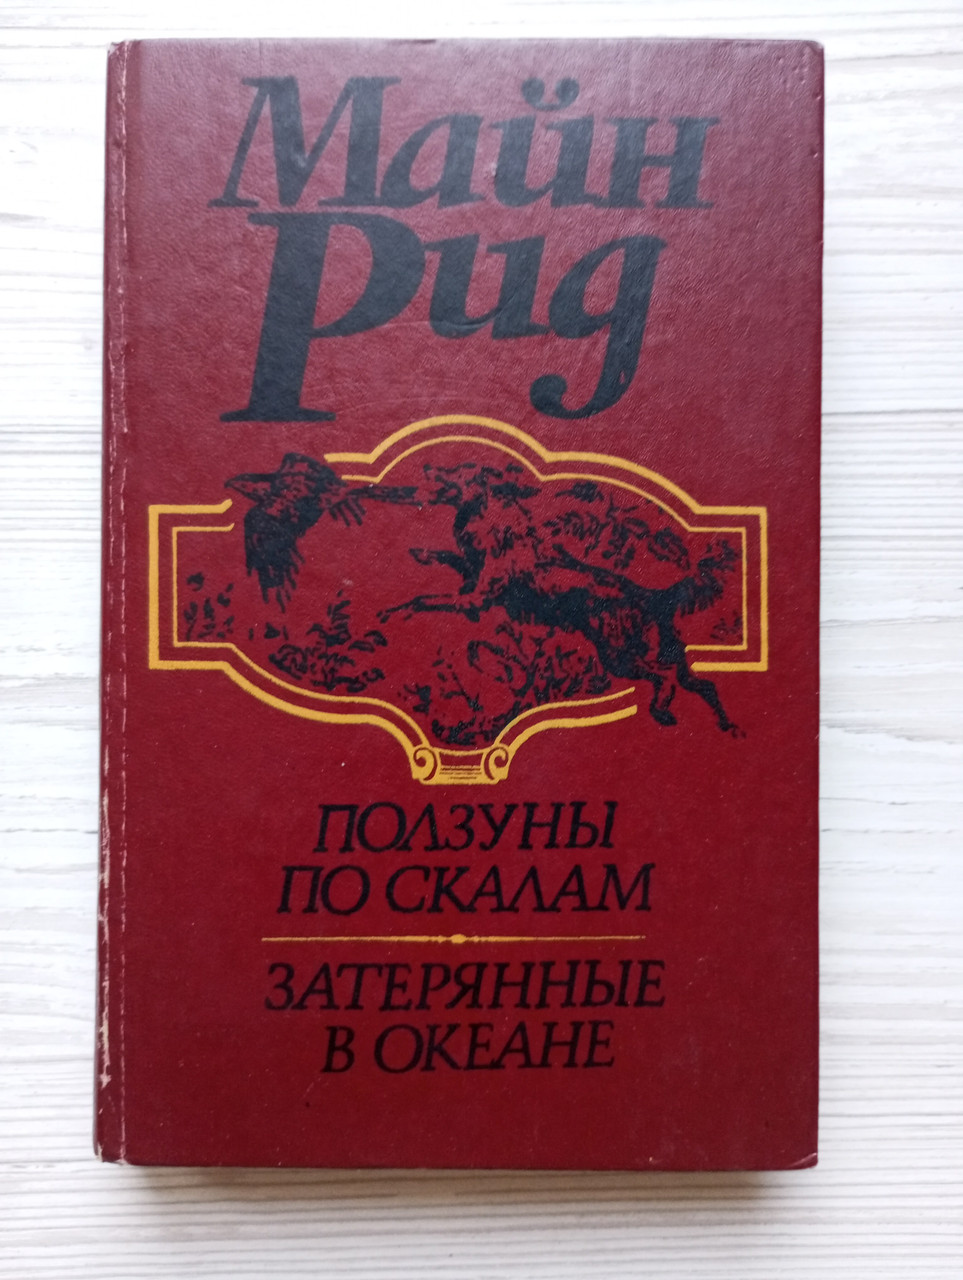 Майн
Рид
ПОЛЗУНЫ
ПО СКАЛАМ
ЗАТЕРЯННЫЕ
В ОКЕАНЕ